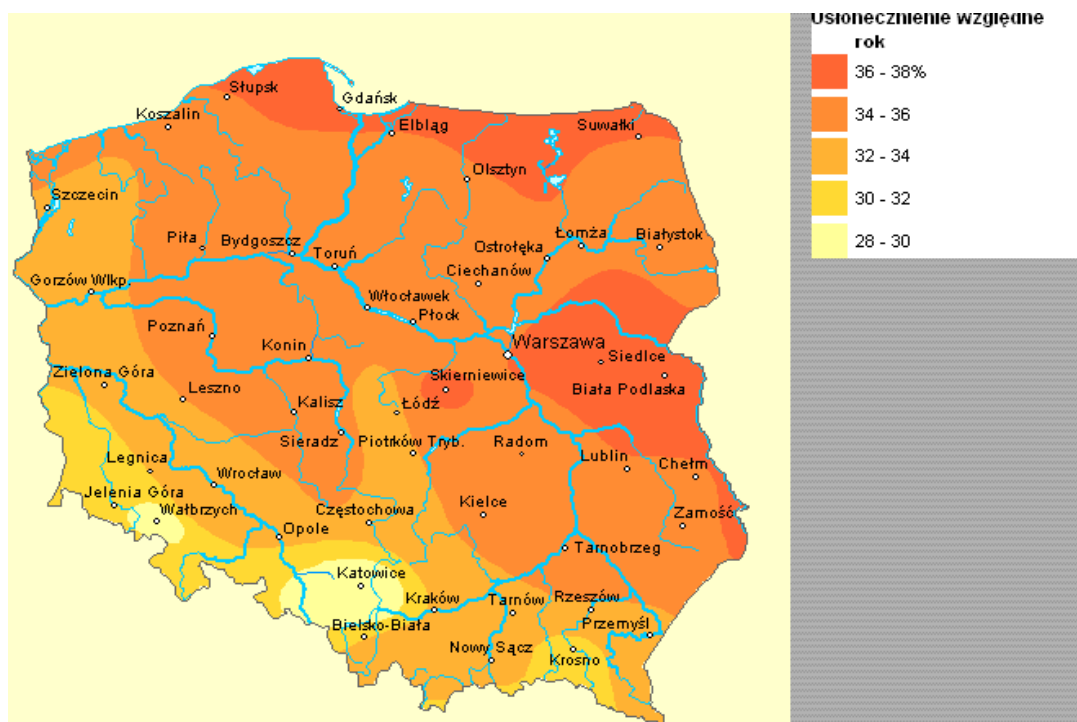 Usłonecznienie względne
rok
36 - 38%
34 - 36
32 - 34
30 - 32
28 - 30
Słupsk
Gdańsk
Koszalin
Elbląg
Suwałki
Olsztyn
Szczecin
Piła
Bydgoszcz
Toruń
Ostrołęka
Łomża
Białystok
Ciechanów
Gorzów Wlkp.
Włocławek
Płock
Poznań
Konin
Warszawa
Siedlce
Skierniewice
Zielona Góra
Leszno
Kalisz
Łódź
Biała Podlaska
Sieradz
Piotrków Tryb.
Radom
Lublin
Chełm
Legnica
Wrocław
Jelenia Góra
Wałbrzych
Opole
Częstochowa
Kielce
Zamość
Tarnobrzeg
Katowice
Kraków
Tarnów
Rzeszów
Bielsko-Biała
Przemyśl
Nowy Sącz
Krosno